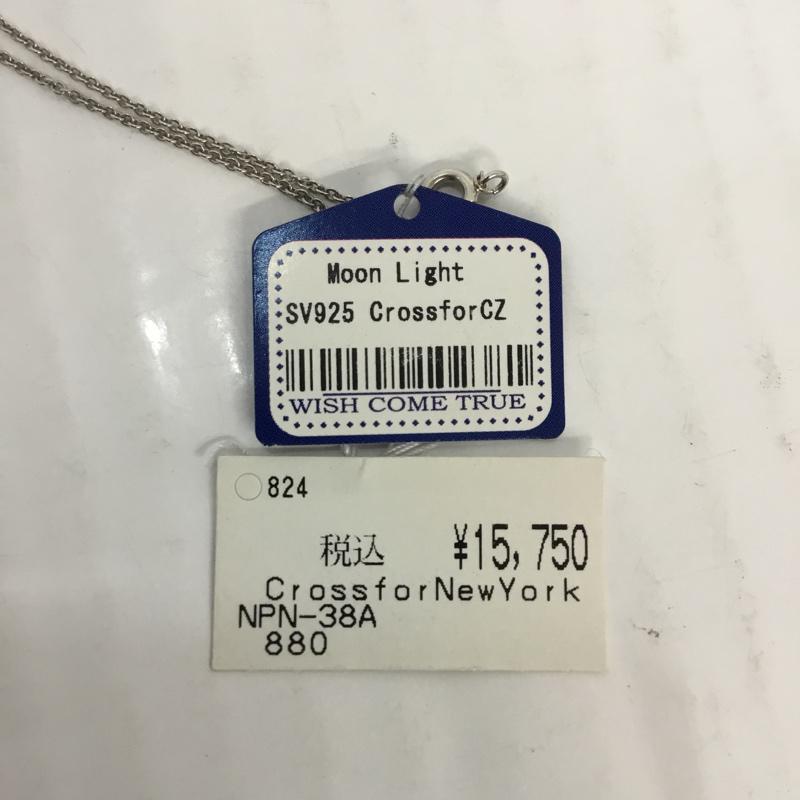 Moon Light
SV925 CrossforCZ
WISH COME TRUE
824
税込 ¥15,750
CrossforNewYork
NPN-38A
880